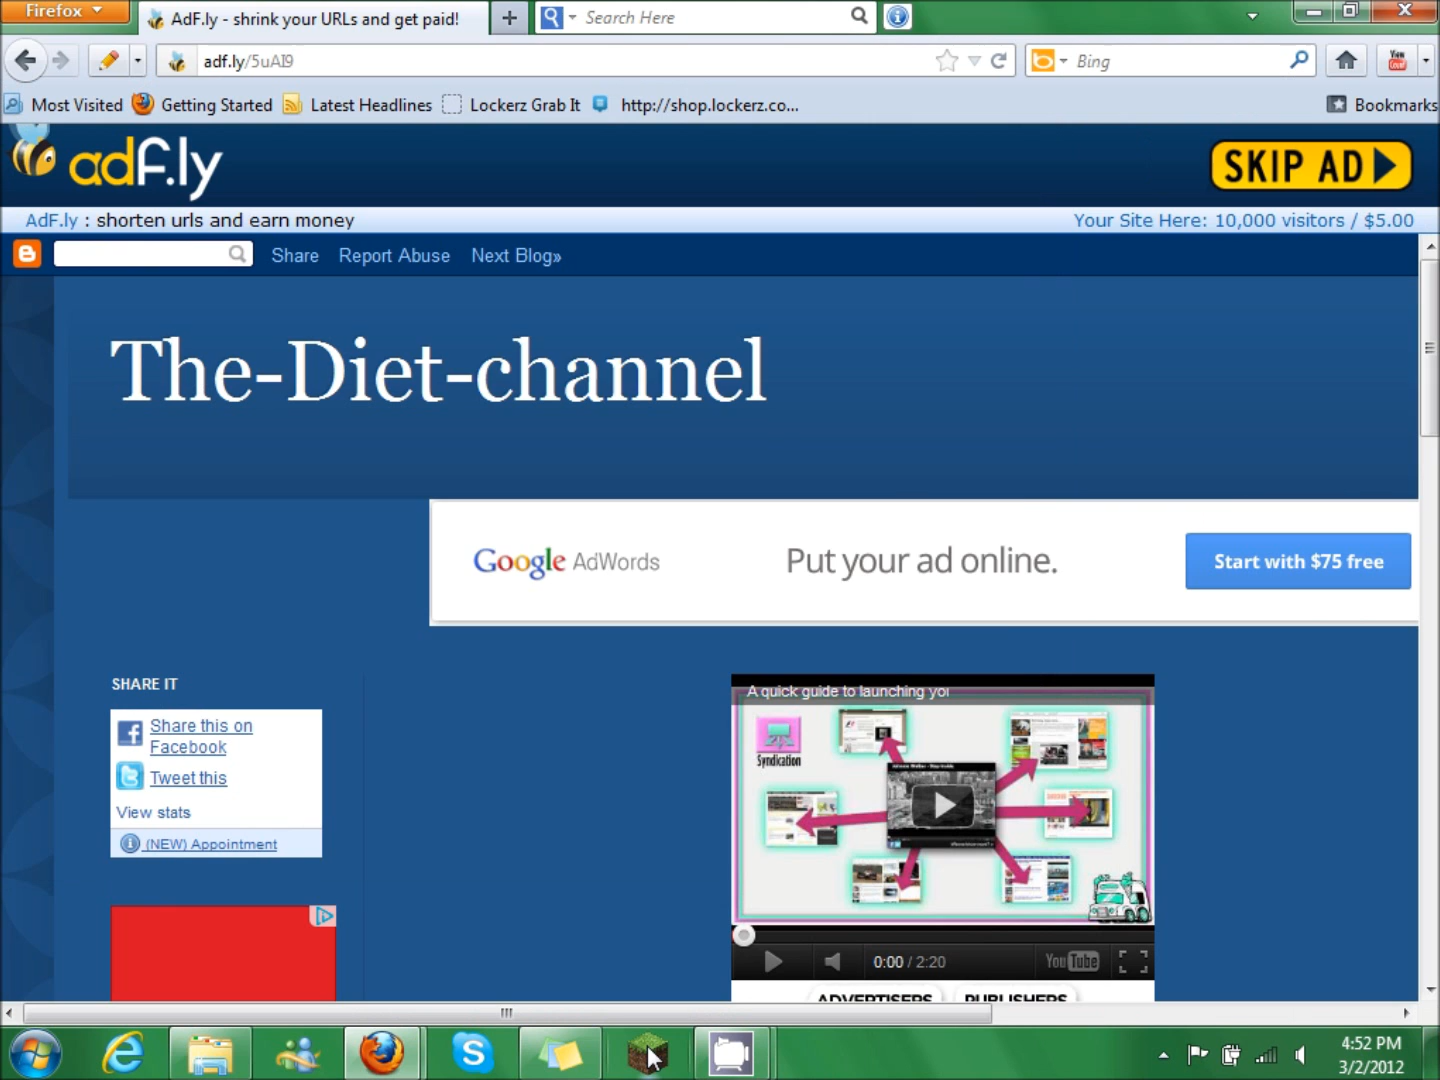 Firefox
AdF.ly - shrink your URLs and get paid!
Search Here
adf.ly/5uAI9
Bing
Most Visited
Getting Started
Latest Headlines
Lockerz Grab It
http://shop.lockerz.co...
Bookmarks
adf.ly
SKIP AD
AdF.ly : shorten urls and earn money
Your Site Here: 10,000 visitors / $5.00
Share
Report Abuse
Next Blog»
The-Diet-channel
Google AdWords
Put your ad online.
Start with $75 free
SHARE IT
Share this on
Facebook
Tweet this
View stats
(NEW) Appointment
A quick guide to launching you
Syndication
0:00 / 2:20
YouTube
ADVERTISERS
PUBLISHERS
4:52 PM
3/2/2012